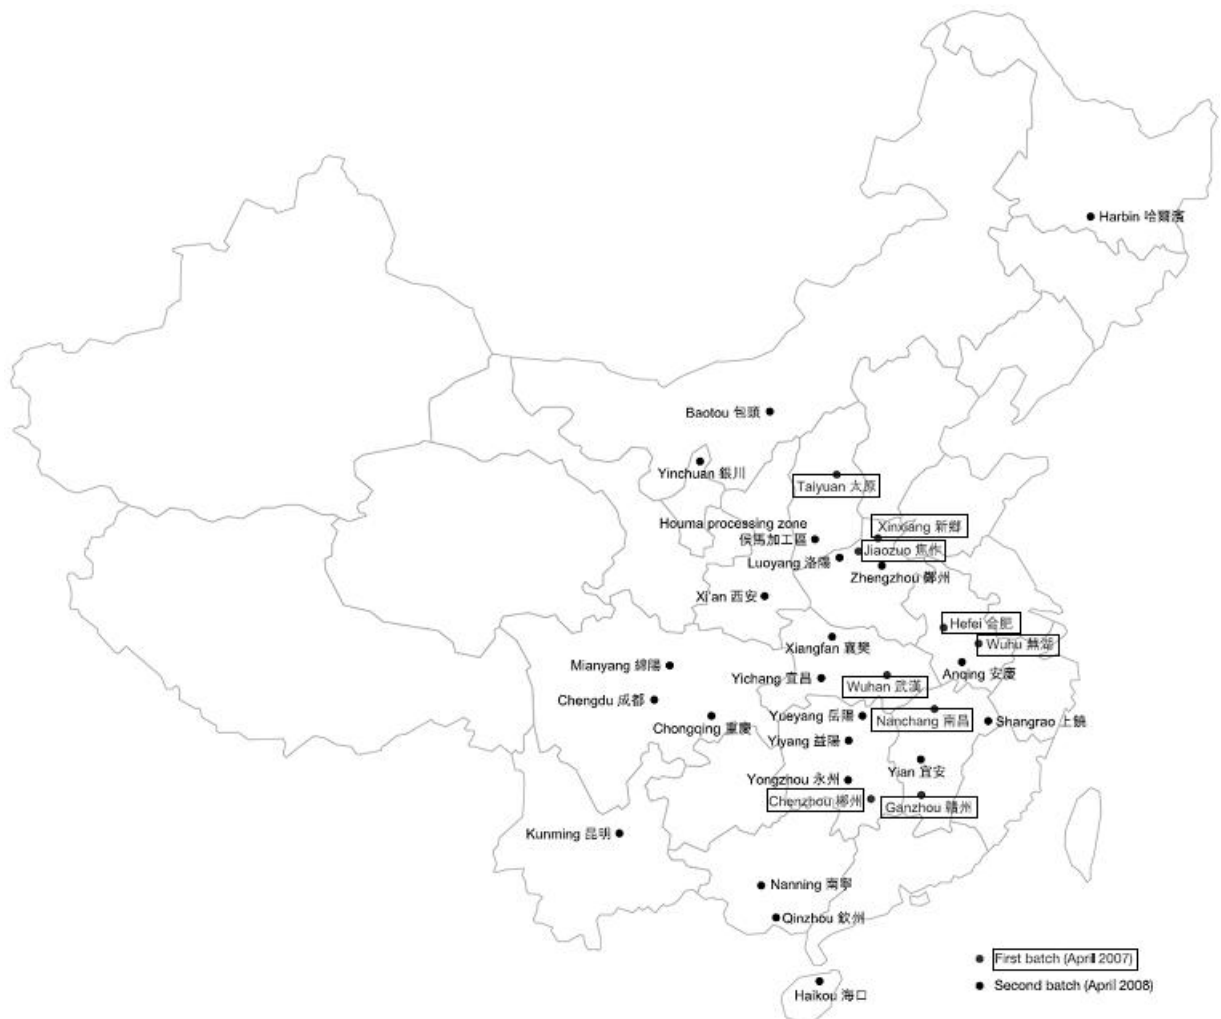 Harbin 哈爾濱
Baotou 包頭
Yinchuan 銀川
Taiyuan 太原
Xinxiang 新鄉
Houma processing zone
侯馬加工區
Jiaozuo 焦作
Luoyang 洛陽
Zhengzhou 鄭州
Xi'an 西安
Hefei 合肥
Wuhu 蕪湖
Xiangfan 襄樊
Anqing 安慶
Mianyang 綿陽
Yichang 宜昌
Wuhan 武漢
Chengdu 成都
Chongqing 重慶
Yueyang 岳陽
Nanchang 南昌
Shangrao 上饒
Yiyang 益陽
Yian 宜安
Yongzhou 永州
Chenzhou 郴州
Ganzhou 贛州
Kunming 昆明
Nanning 南寧
Qinzhou 欽州
First batch (April 2007)
Second batch (April 2008)
Haikou 海口